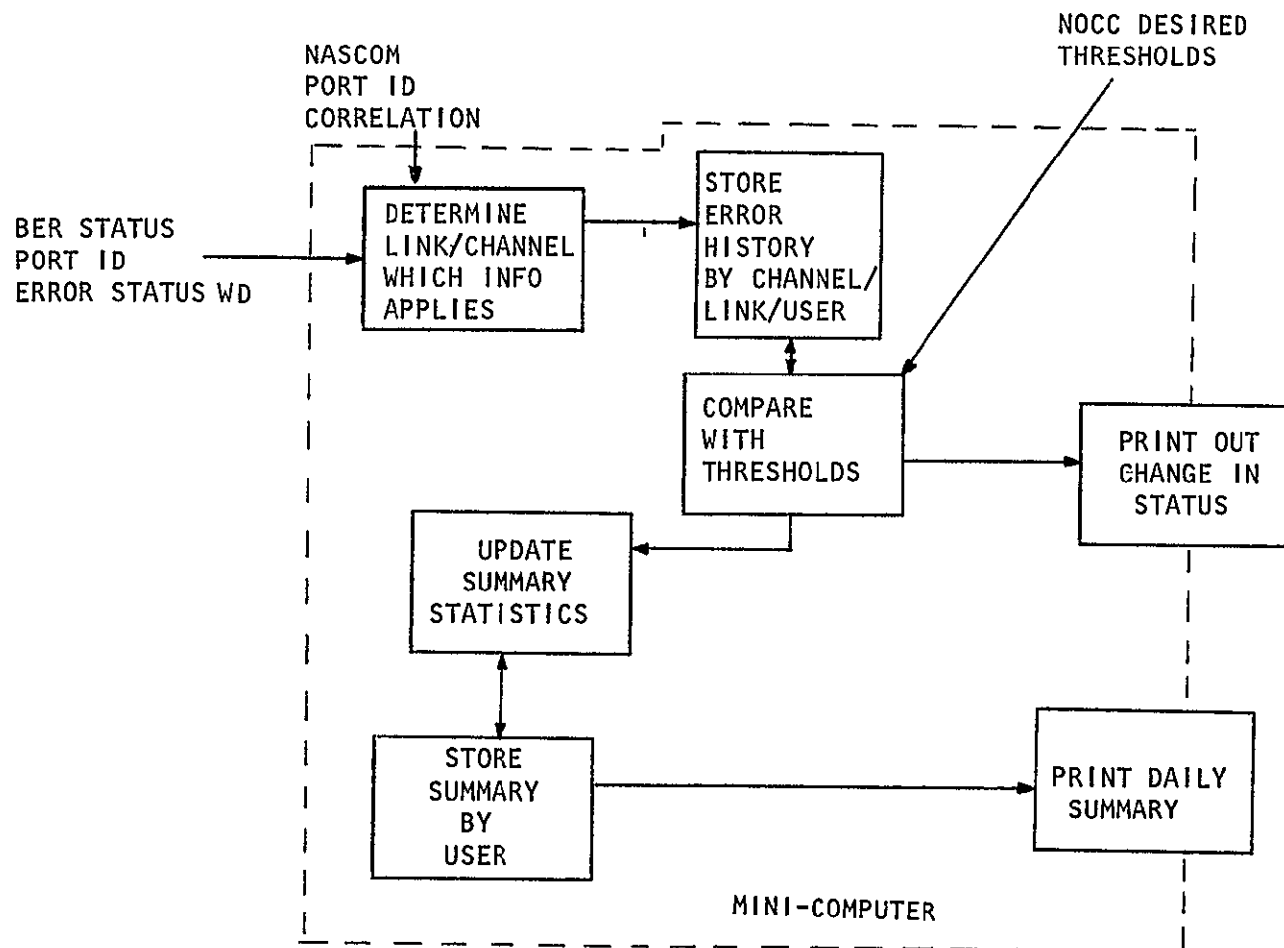 NOCC DESIRED
THRESHOLDS
NASCOM
PORT ID
CORRELATION
BER STATUS
PORT ID
ERROR STATUS WD
DETERMINE
LINK/CHANNEL
WHICH INFO
APPLIES
STORE
ERROR
HISTORY
BY CHANNEL/
LINK/USER
COMPARE
WITH
THRESHOLDS
PRINT OUT
CHANGE IN
STATUS
UPDATE
SUMMARY
STATISTICS
STORE
SUMMARY
BY
USER
PRINT DAILY
SUMMARY
MINI-COMPUTER